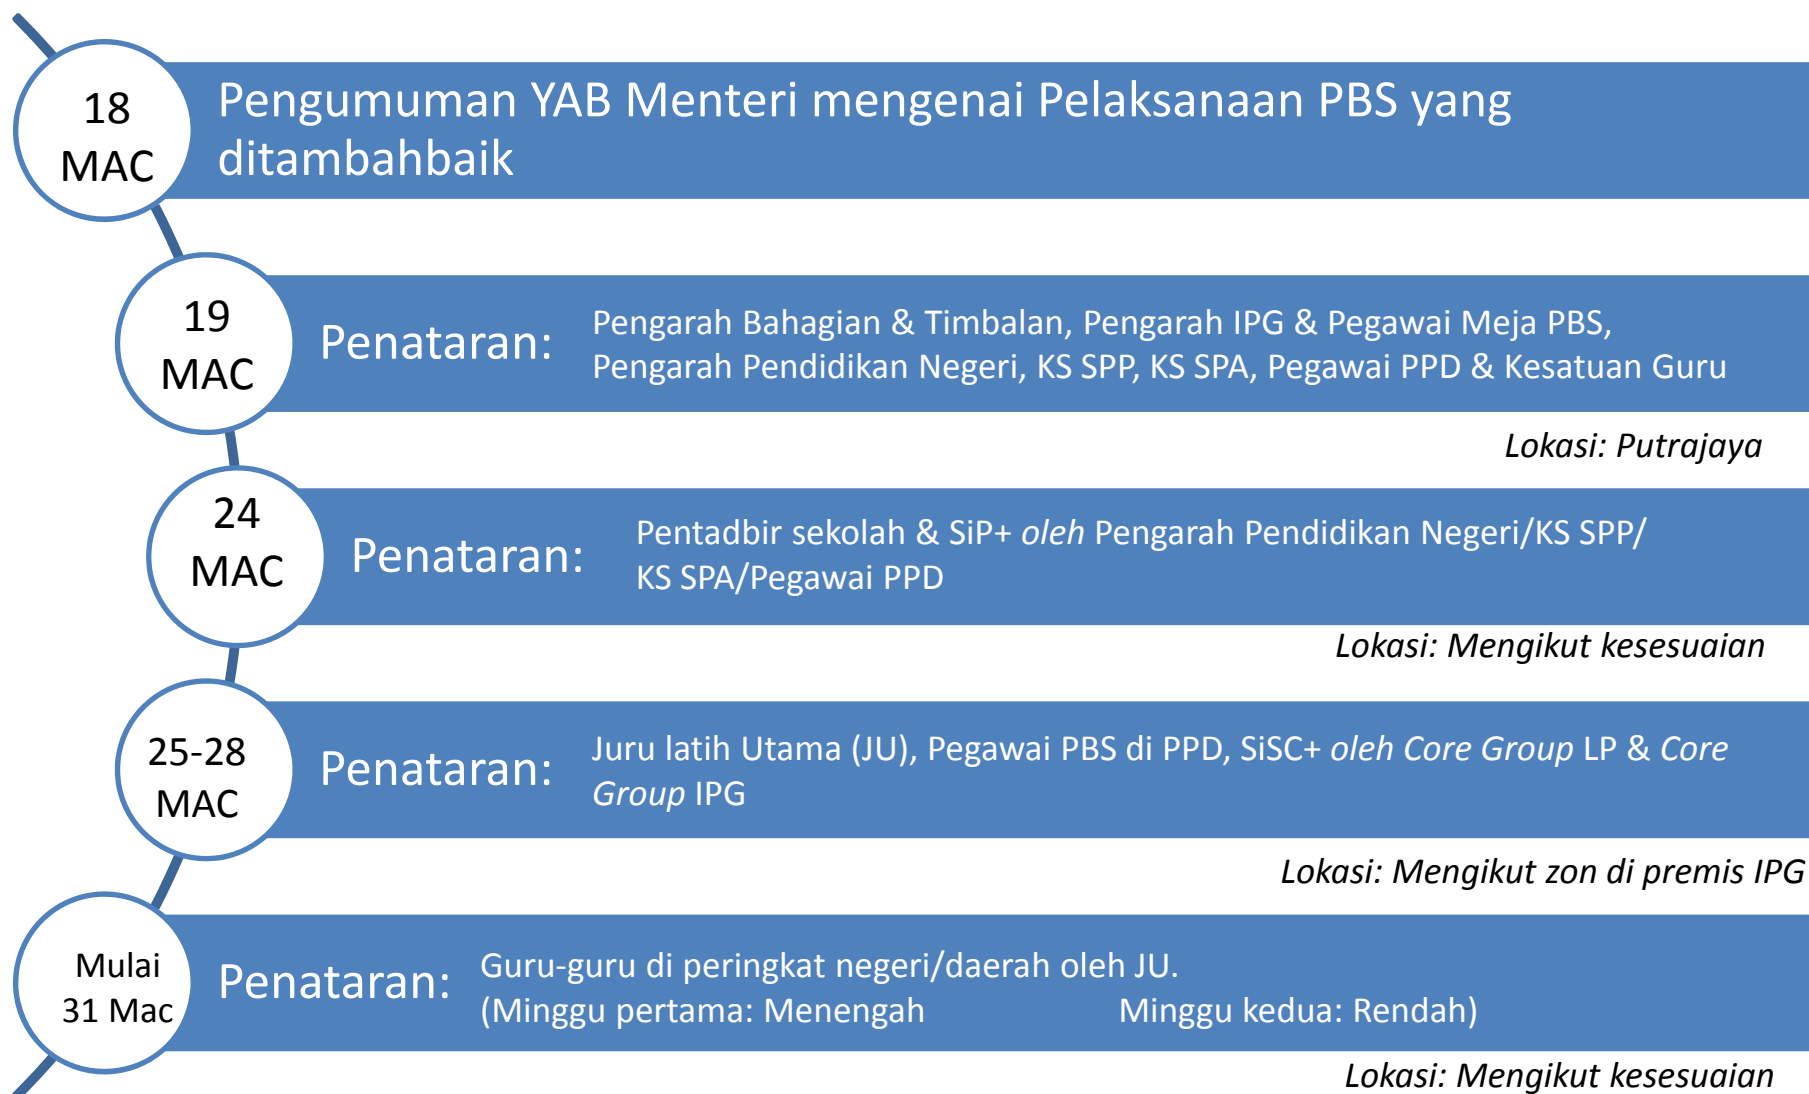 18
MAC
Pengumuman YAB Menteri mengenai Pelaksanaan PBS yang
ditambahbaik
19
MAC
Penataran:
Pengarah Bahagian & Timbalan, Pengarah IPG & Pegawai Meja PBS,
Pengarah Pendidikan Negeri, KS SPP, KS SPA, Pegawai PPD & Kesatuan Guru
Lokasi: Putrajaya
24
MAC
Penataran:
Pentadbir sekolah & SiP+ oleh Pengarah Pendidikan Negeri/KS SPP/
KS SPA/Pegawai PPD
Lokasi: Mengikut kesesuaian
25-28
MAC
Penataran:
Juru latih Utama (JU), Pegawai PBS di PPD, SiSC+ oleh Core Group LP & Core
Group IPG
Lokasi: Mengikut zon di premis IPG
Mulai
31 Mac
Penataran:
Guru-guru di peringkat negeri/daerah oleh JU.
(Minggu pertama: Menengah Minggu kedua: Rendah)
Lokasi: Mengikut kesesuaian